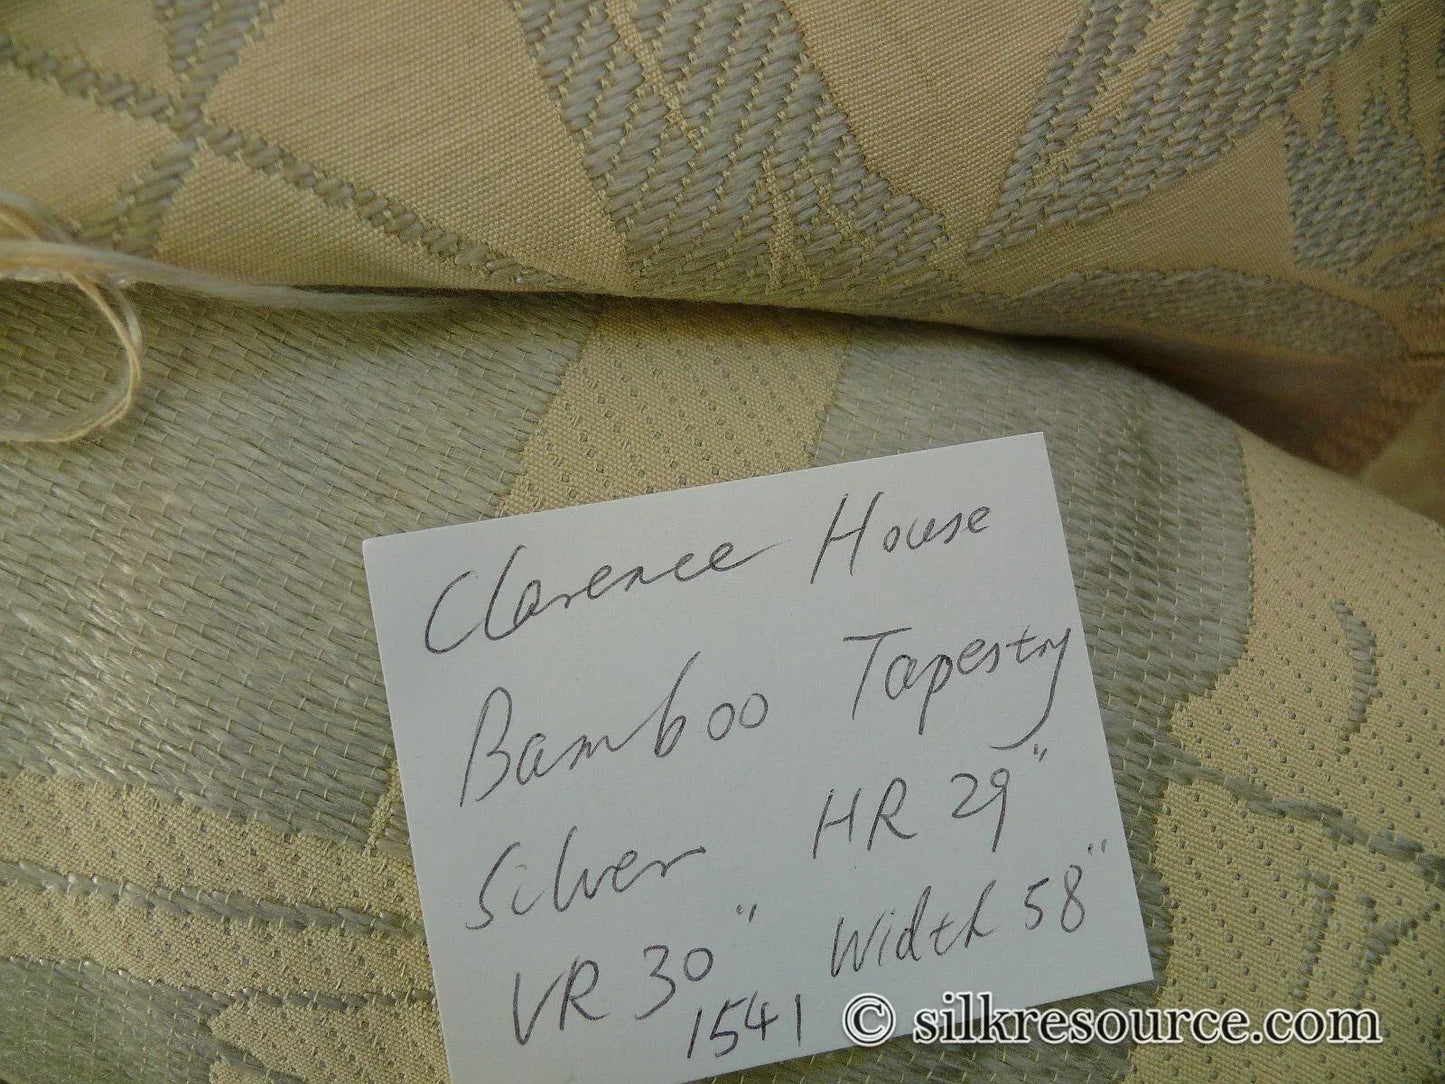 Clarence House
Bamboo Tapestry
Silver HR 29"
VR 30" Width 58"
1541
© silkresource.com